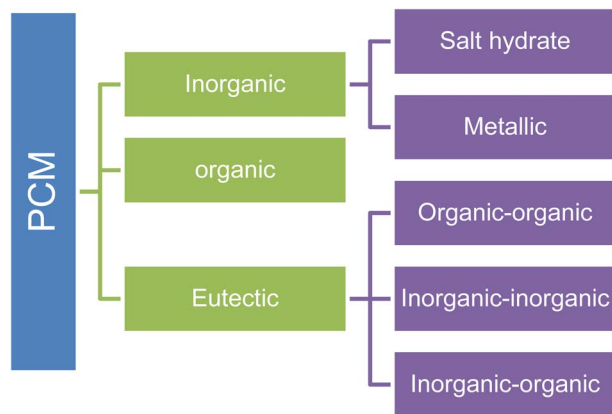 PCM
Inorganic
Salt hydrate
Metallic
organic
Eutectic
Organic-organic
Inorganic-inorganic
Inorganic-organic